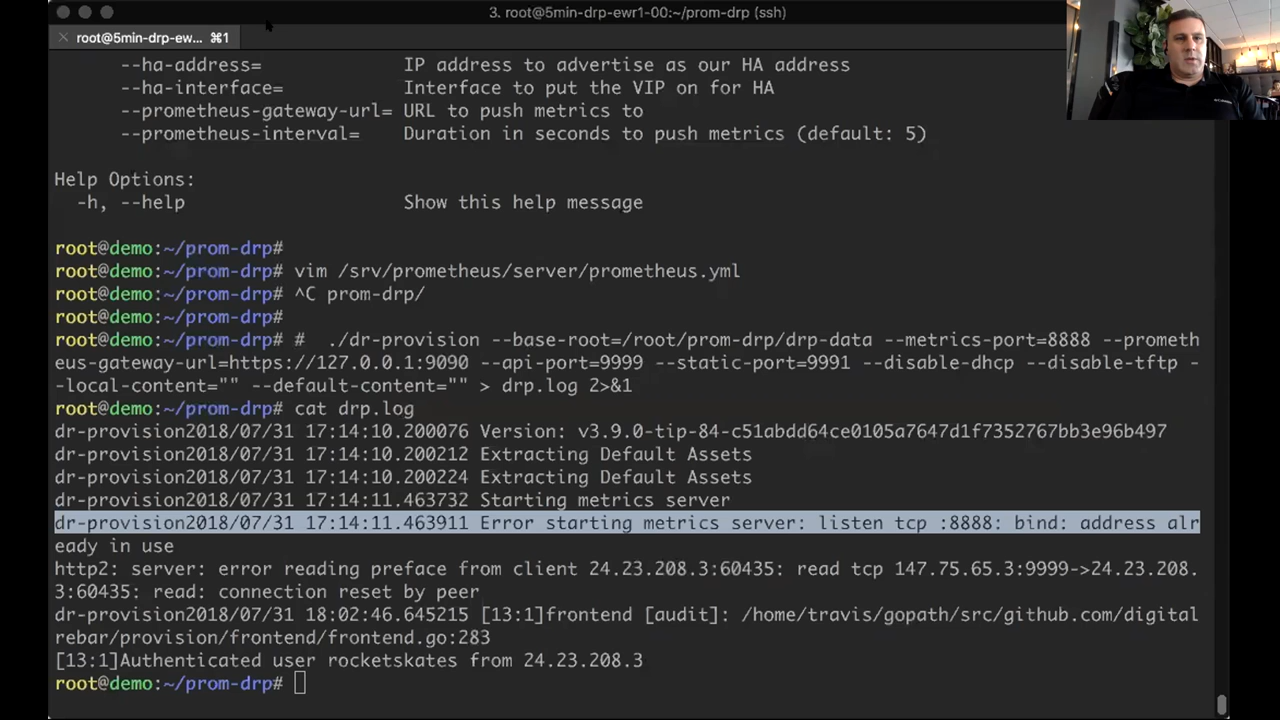 3. root@5min-drp-ewr1-00:~/prom-drp (ssh)
root@5min-drp-ew... ⌘1
--ha-address= IP address to advertise as our HA address
--ha-interface= Interface to put the VIP on for HA
--prometheus-gateway-url= URL to push metrics to
--prometheus-interval= Duration in seconds to push metrics (default: 5)
Help Options:
-h, --help Show this help message
root@demo:~/prom-drp#
root@demo:~/prom-drp# vim /srv/prometheus/server/prometheus.yml
root@demo:~/prom-drp# ^C prom-drp/
root@demo:~/prom-drp#
root@demo:~/prom-drp# #  ./dr-provision --base-root=/root/prom-drp/drp-data --metrics-port=8888 --prometh
eus-gateway-url=https://127.0.0.1:9090 --api-port=9999 --static-port=9991 --disable-dhcp --disable-tftp -
-local-content="" --default-content="" > drp.log 2>&1
root@demo:~/prom-drp# cat drp.log
dr-provision2018/07/31 17:14:10.200076 Version: v3.9.0-tip-84-c51abdd64ce0105a7647d1f7352767bb3e96b497
dr-provision2018/07/31 17:14:10.200212 Extracting Default Assets
dr-provision2018/07/31 17:14:10.200224 Extracting Default Assets
dr-provision2018/07/31 17:14:11.463732 Starting metrics server
dr-provision2018/07/31 17:14:11.463911 Error starting metrics server: listen tcp :8888: bind: address alr
eady in use
http2: server: error reading preface from client 24.23.208.3:60435: read tcp 147.75.65.3:9999->24.23.208.
3:60435: read: connection reset by peer
dr-provision2018/07/31 18:02:46.645215 [13:1]frontend [audit]: /home/travis/gopath/src/github.com/digital
rebar/provision/frontend/frontend.go:283
[13:1]Authenticated user rocketskates from 24.23.208.3
root@demo:~/prom-drp#